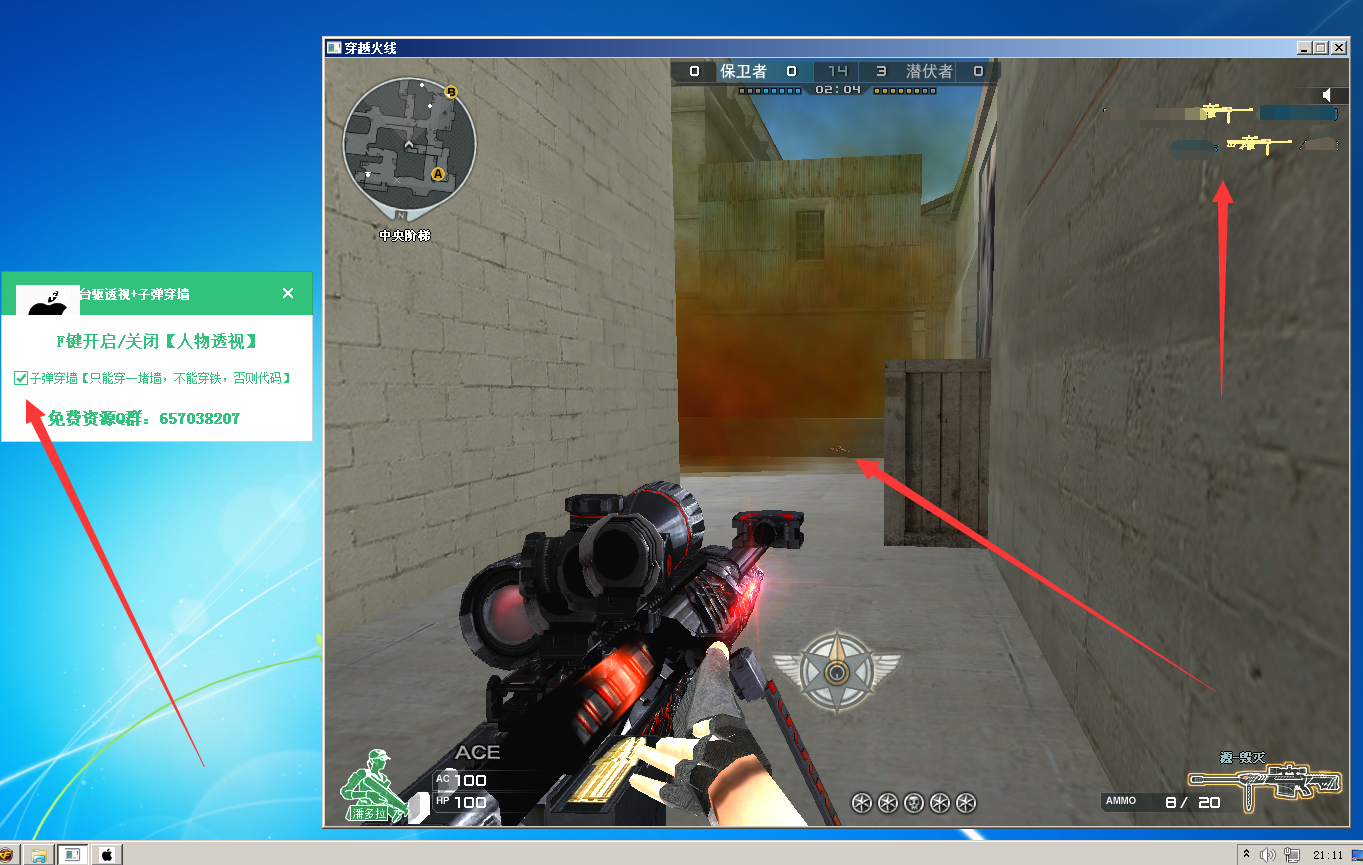 穿越火线
0 保卫者 0 14 3 潜伏者 0
02:04
B
A
N
中央阶梯
台驱透视+子弹穿墙
F键开启/关闭【人物透视】
子弹穿墙【只能穿一堵墙，不能穿铁，否则代码】
免费资源Q群：657038207
ACE
AC 100
HP 100
潘多拉
源-毁灭
AMMO 8 / 20
21:11